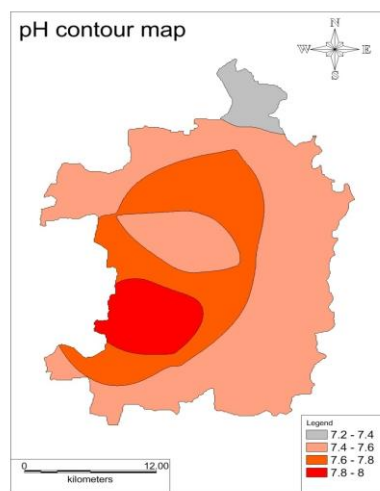 pH contour map
N
W E
S
Legend
7.2 - 7.4
7.4 - 7.6
7.6 - 7.8
7.8 - 8
0 12.00
kilometers